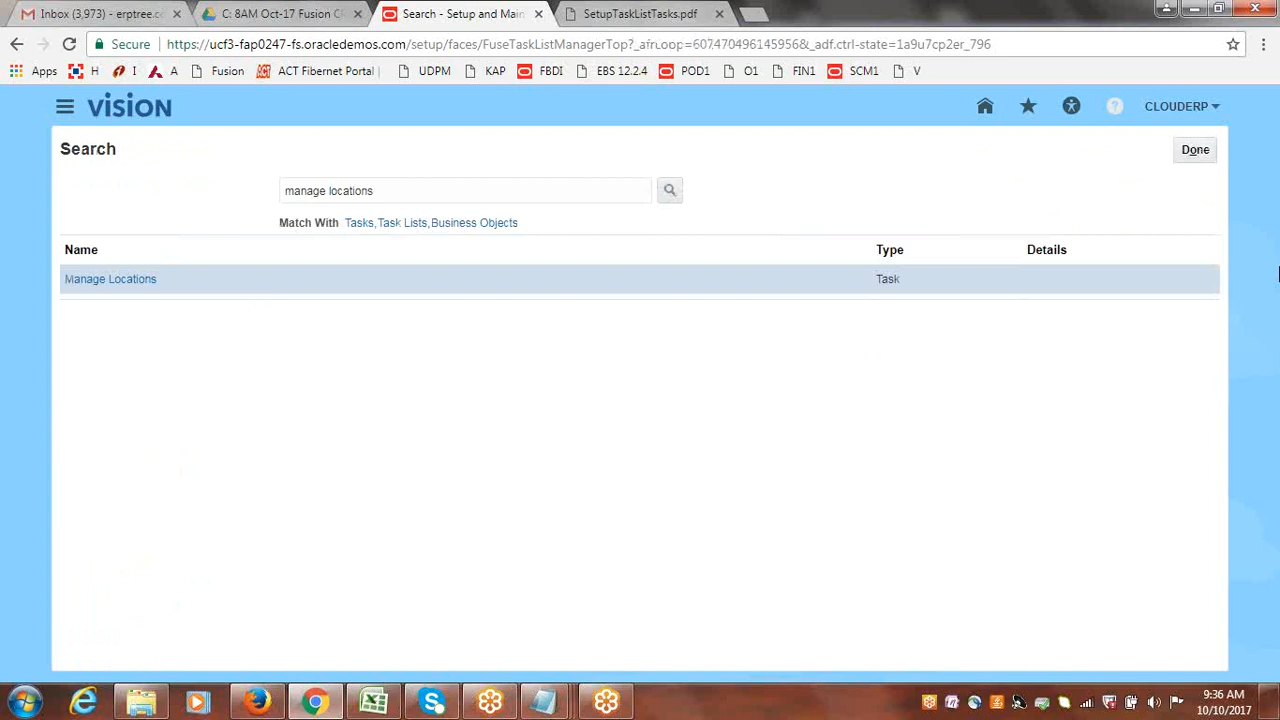 Inbox (3,973) - erptree.co
C: 8AM Oct-17 Fusion C
Search - Setup and Main
SetupTaskListTasks.pdf
Secure
https://ucf3-fap0247-fs.oracledemos.com/setup/faces/FuseTaskListManagerTop?_afrLoop=6074704961459568&_adf.ctrl-state=1a9u7cp2er_796
Apps H I A Fusion ACT Fibernet Portal | UDPM KAP FBDI EBS 12.2.4 POD1 O1 FIN1 SCM1 V
VISION
CLOUDERP
Search
Done
manage locations
Match With Tasks, Task Lists, Business Objects
Name Type Details
Manage Locations Task
9:36 AM
10/10/2017